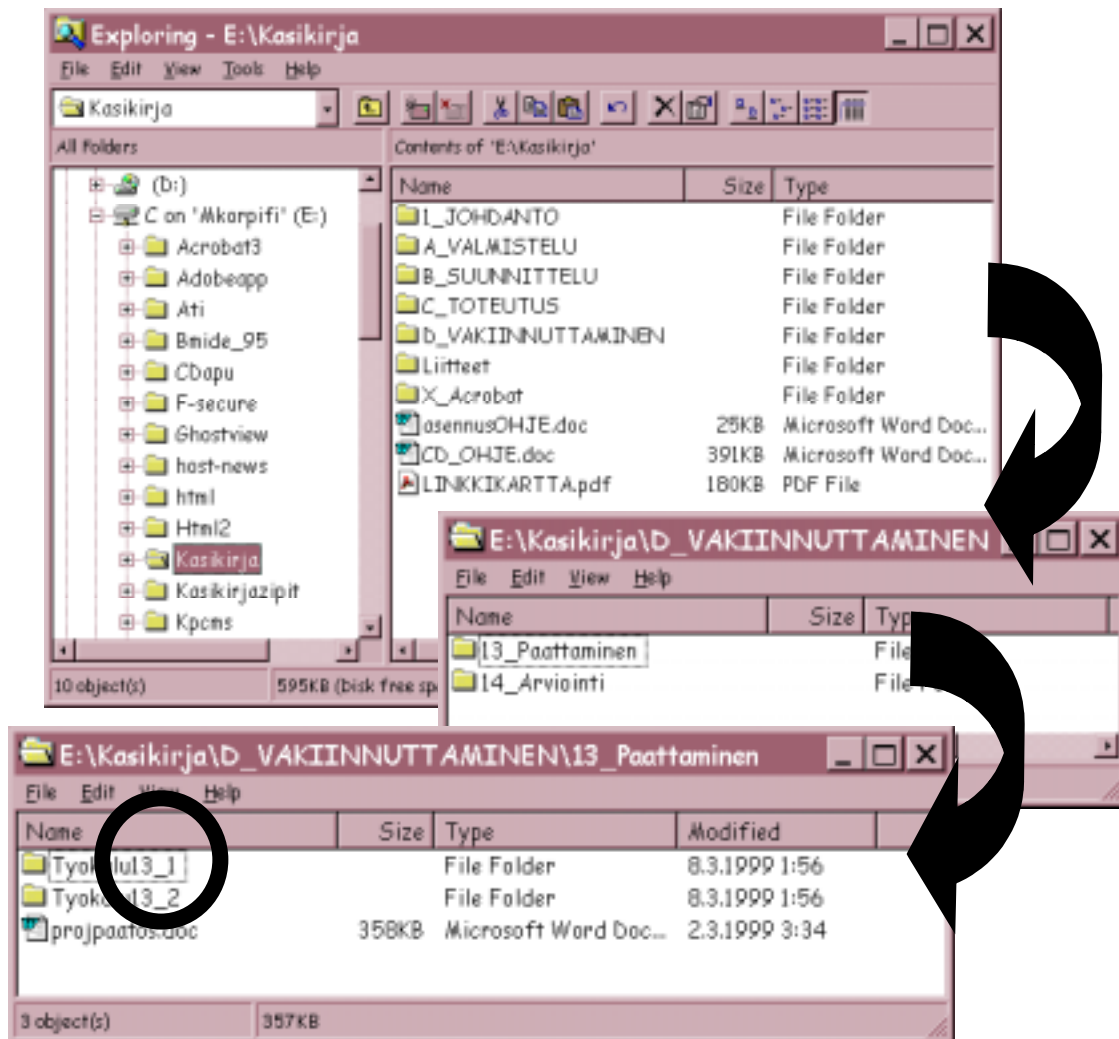 Exploring - E:\Kasikirja
File Edit View Tools Help
Kasikirja
All Folders
Contents of 'E:\Kasikirja'
(D:)
C on 'Mkorpifi' (E:)
Acrobat3
Adobeapp
Ati
Bmide_95
CDapu
F-secure
Ghostview
host-news
html
Html2
Kasikirja
Kasikirjazipit
Kpcms
Name Size Type
1_JOHDANTO File Folder
A_VALMISTELU File Folder
B_SUUNNITTELU File Folder
C_TOTEUTUS File Folder
D_VAKIINNUTTAMINEN File Folder
Liitteet File Folder
X_Acrobat File Folder
asennusOHJE.doc 25KB Microsoft Word Doc...
CD_OHJE.doc 391KB Microsoft Word Doc...
LINKKIKARTTA.pdf 180KB PDF File
10 object(s) 595KB (disk free sp
E:\Kasikirja\D_VAKIINNUTTAMINEN
File Edit View Help
Name Size Typ
13_Paattaminen File
14_Arviointi File
E:\Kasikirja\D_VAKIINNUTTAMINEN\13_Paattaminen
File Edit View Help
Name Size Type Modified
Tyokalu13_1 File Folder 8.3.1999 1:56
Tyokalu13_2 File Folder 8.3.1999 1:56
projpaatos.doc 358KB Microsoft Word Doc... 2.3.1999 3:34
3 object(s) 357KB